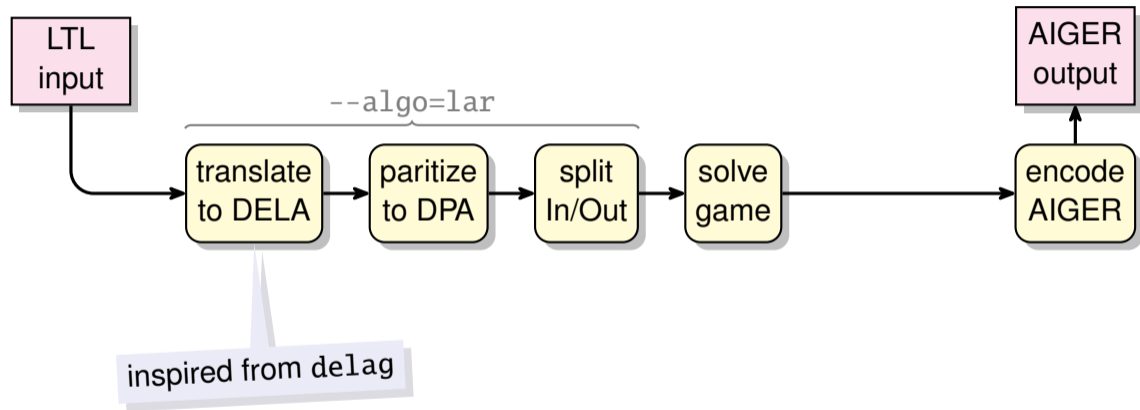 LTL
input
AIGER
output
--algo=lar
translate
to DELA
paritize
to DPA
split
In/Out
solve
game
encode
AIGER
inspired from delag